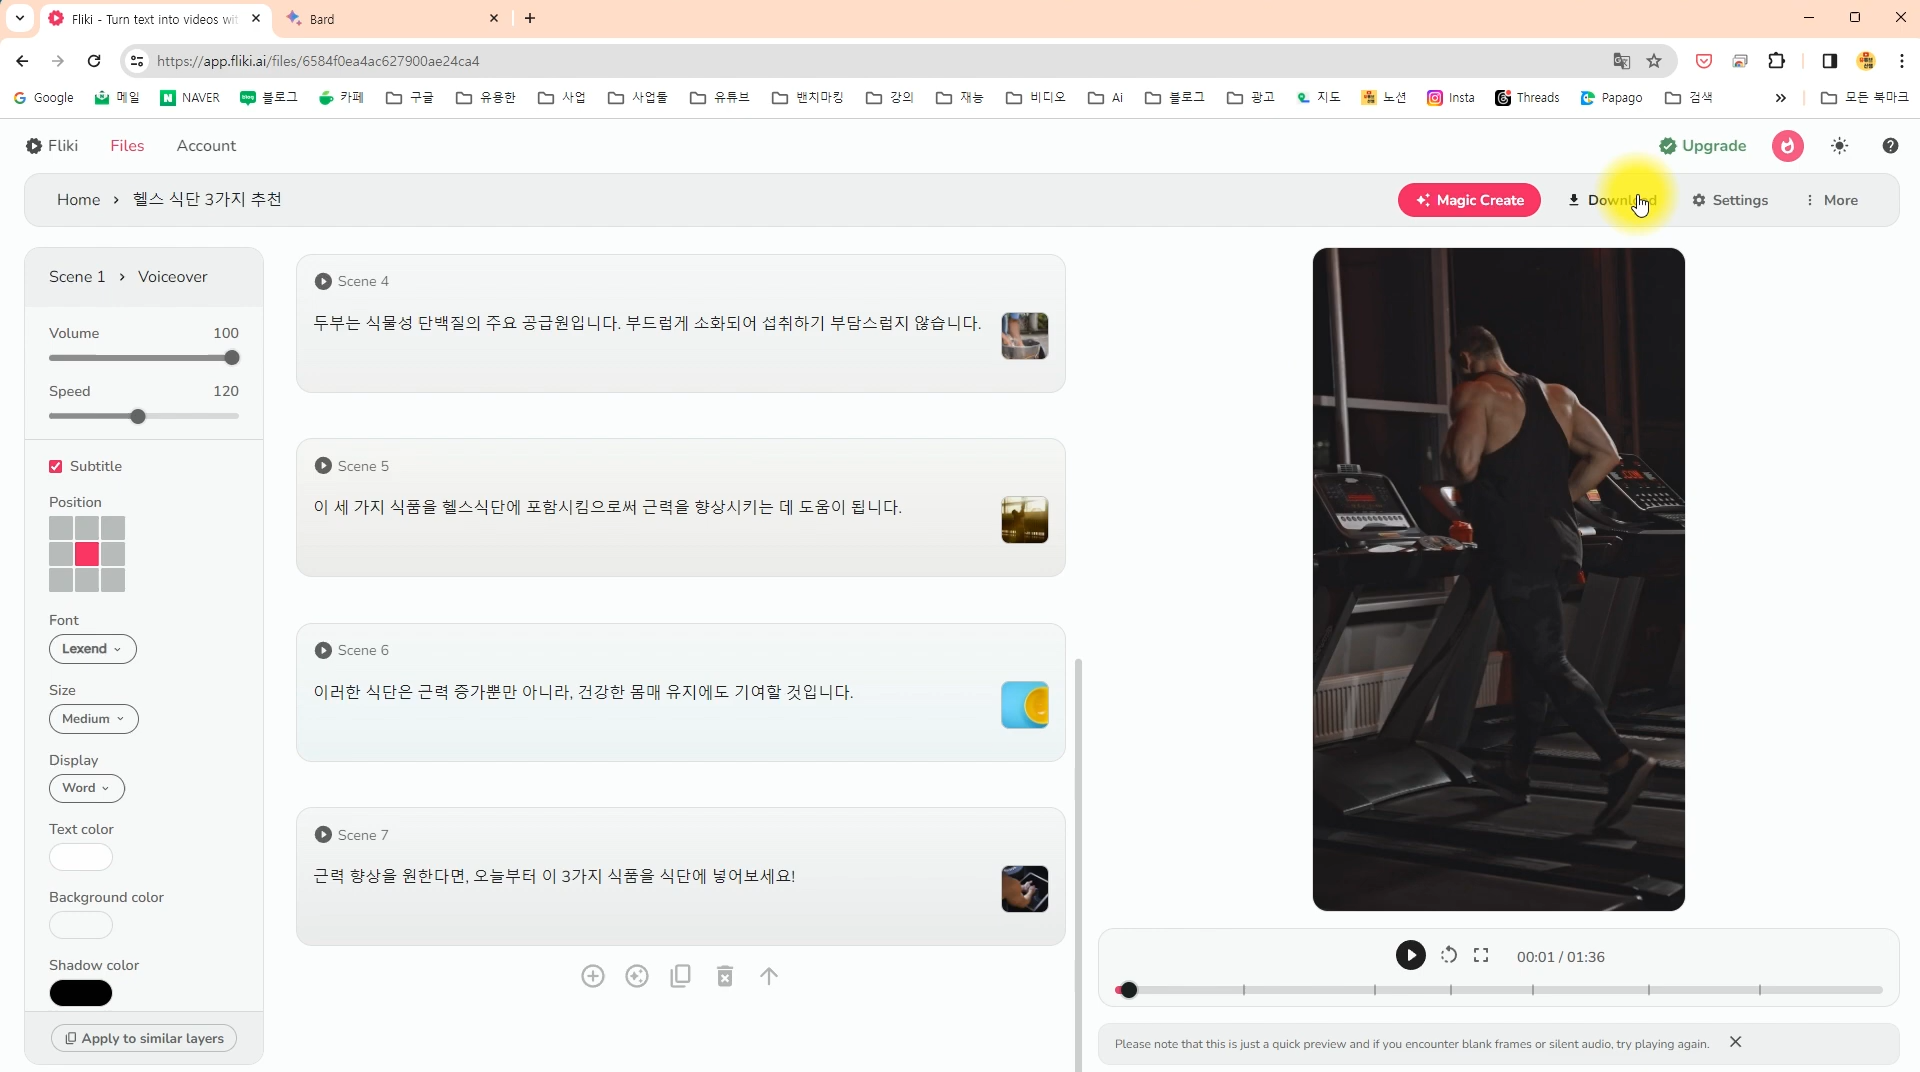 Fliki - Turn text into videos wit
Bard
https://app.fliki.ai/files/6584f0ea4ac627900ae24ca4
Google
메일
NAVER
블로그
카페
구글
유용한
사업
사업툴
유튜브
벤치마킹
강의
재능
비디오
Ai
블로그
광고
지도
노션
Insta
Threads
Papago
검색
모든 북마크
Fliki
Files
Account
Upgrade
Home › 헬스 식단 3가지 추천
Magic Create
Download
Settings
More
Scene 1 › Voiceover
Volume 100
Speed 120
Subtitle
Position
Font
Lexend
Size
Medium
Display
Word
Text color
Background color
Shadow color
Apply to similar layers
Scene 4
두부는 식물성 단백질의 주요 공급원입니다. 부드럽게 소화되어 섭취하기 부담스럽지 않습니다.
Scene 5
이 세 가지 식품을 헬스식단에 포함시킴으로써 근력을 향상시키는 데 도움이 됩니다.
Scene 6
이러한 식단은 근력 증가뿐만 아니라, 건강한 몸매 유지에도 기여할 것입니다.
Scene 7
근력 향상을 원한다면, 오늘부터 이 3가지 식품을 식단에 넣어보세요!
00:01 / 01:36
Please note that this is just a quick preview and if you encounter blank frames or silent audio, try playing again.